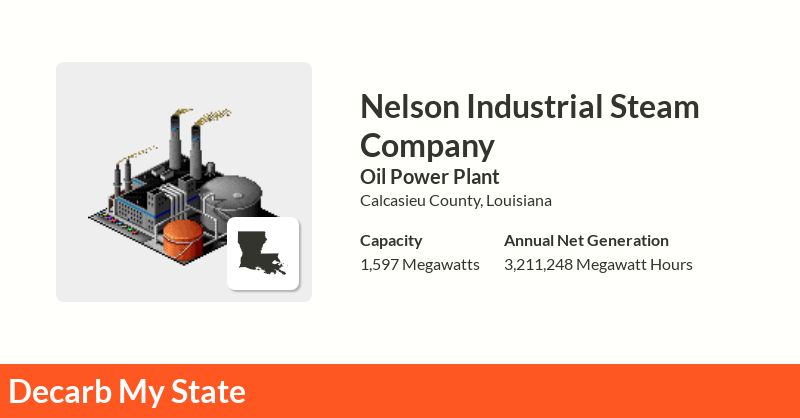 Nelson Industrial Steam
Company
Oil Power Plant
Calcasieu County, Louisiana
Capacity
1,597 Megawatts
Annual Net Generation
3,211,248 Megawatt Hours
Decarb My State